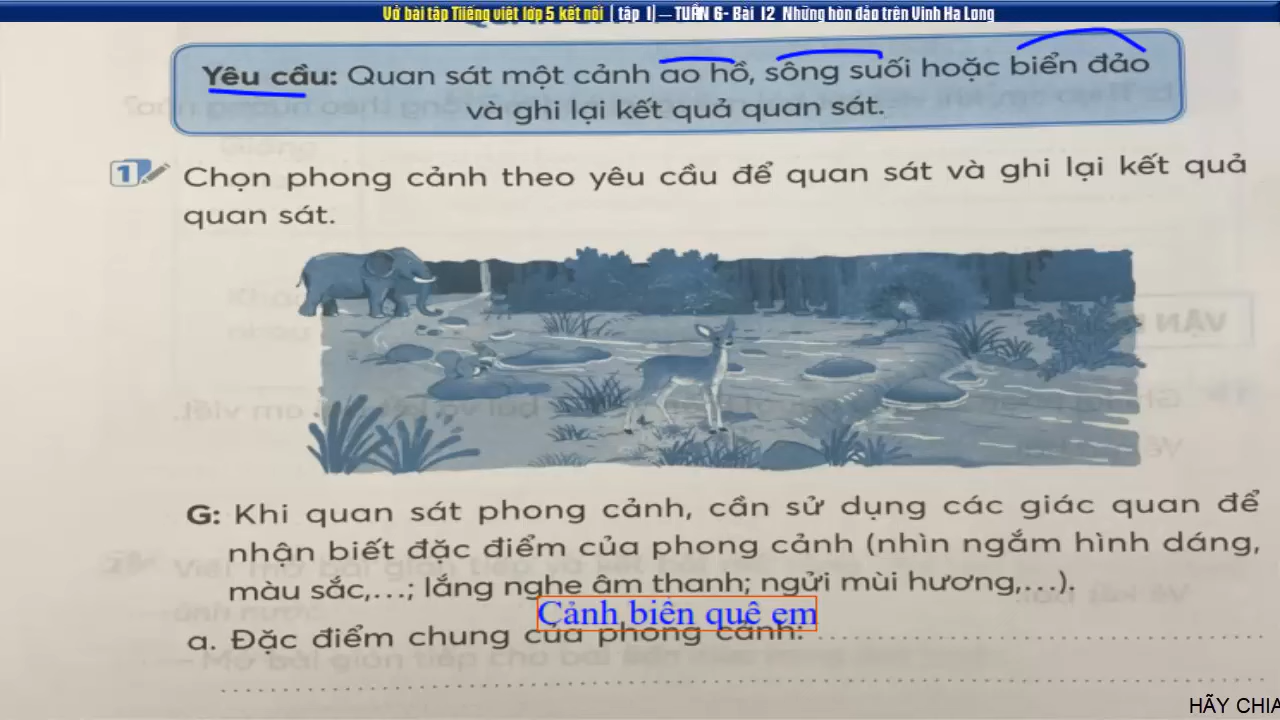 Vở bài tập Tiếng việt lớp 5 kết nối ( tập 1) — TUẦN 6- Bài 12 Những hòn đảo trên Vịnh Hạ Long
Yêu cầu: Quan sát một cảnh ao hồ, sông suối hoặc biển đảo
và ghi lại kết quả quan sát.
1 Chọn phong cảnh theo yêu cầu để quan sát và ghi lại kết quả
quan sát.
G: Khi quan sát phong cảnh, cần sử dụng các giác quan để
nhận biết đặc điểm của phong cảnh (nhìn ngắm hình dáng,
màu sắc,...; lắng nghe âm thanh; ngửi mùi hương,...).
Cảnh biên quê em
a. Đặc điểm chung của phong cảnh:
HÃY CHIA